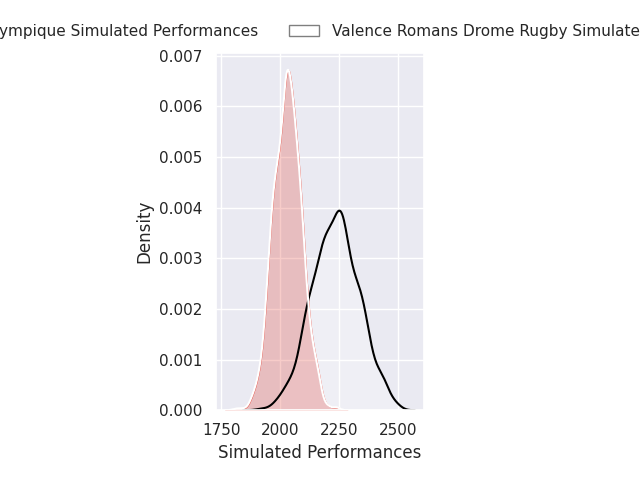 ympique Simulated Performances Valence Romans Drome Rugby Simulate
0.007
0.006
0.005
0.004
0.003
0.002
0.001
0.000
Density
1750 2000 2250 2500
Simulated Performances